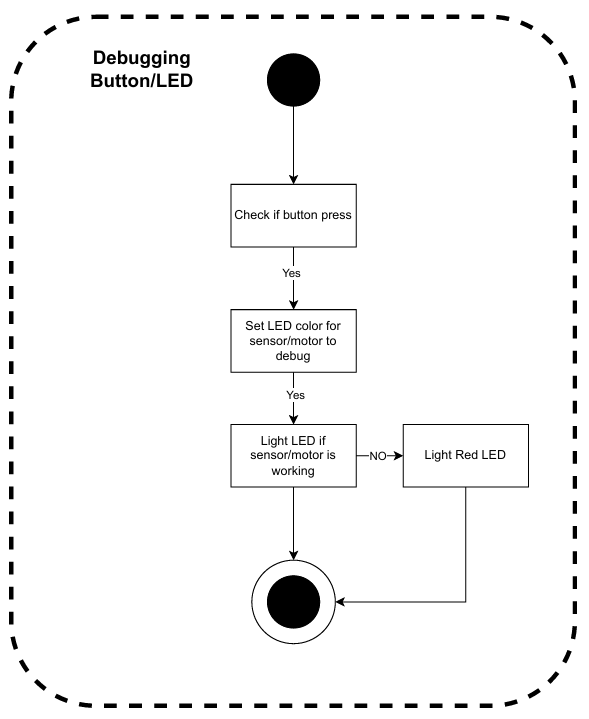 Debugging
Button/LED
Check if button press
Yes
Set LED color for
sensor/motor to
debug
Yes
Light LED if
sensor/motor is
working
NO
Light Red LED